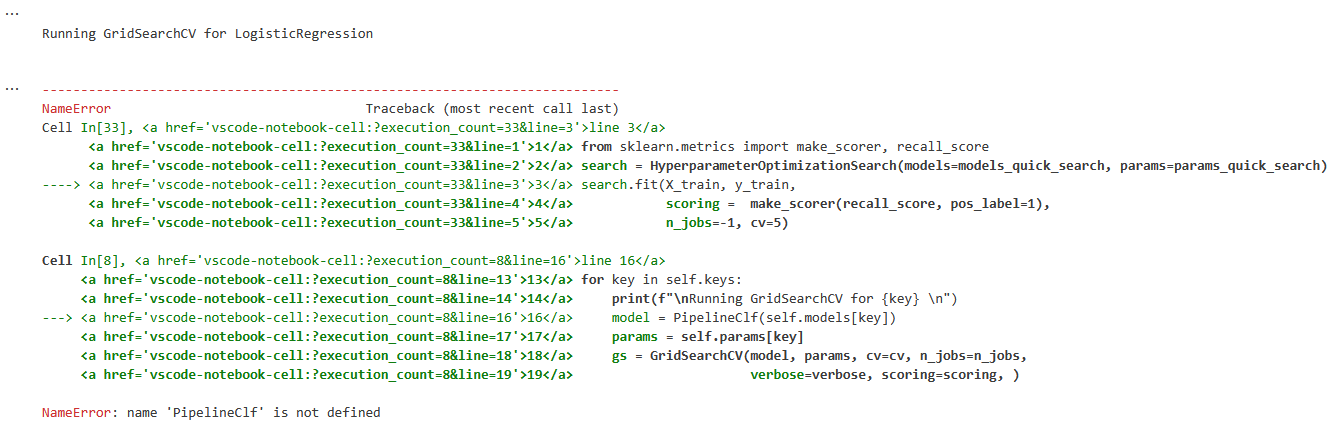 ...
Running GridSearchCV for LogisticRegression
...
---------------------------------------------------------------------------
NameError                                 Traceback (most recent call last)
Cell In[33], <a href='vscode-notebook-cell:?execution_count=33&line=3'>line 3</a>
      <a href='vscode-notebook-cell:?execution_count=33&line=1'>1</a> from sklearn.metrics import make_scorer, recall_score
      <a href='vscode-notebook-cell:?execution_count=33&line=2'>2</a> search = HyperparameterOptimizationSearch(models=models_quick_search, params=params_quick_search)
----> <a href='vscode-notebook-cell:?execution_count=33&line=3'>3</a> search.fit(X_train, y_train,
      <a href='vscode-notebook-cell:?execution_count=33&line=4'>4</a>            scoring =  make_scorer(recall_score, pos_label=1),
      <a href='vscode-notebook-cell:?execution_count=33&line=5'>5</a>            n_jobs=-1, cv=5)
Cell In[8], <a href='vscode-notebook-cell:?execution_count=8&line=16'>line 16</a>
     <a href='vscode-notebook-cell:?execution_count=8&line=13'>13</a> for key in self.keys:
     <a href='vscode-notebook-cell:?execution_count=8&line=14'>14</a>     print(f"\nRunning GridSearchCV for {key} \n")
---> <a href='vscode-notebook-cell:?execution_count=8&line=16'>16</a>     model = PipelineClf(self.models[key])
     <a href='vscode-notebook-cell:?execution_count=8&line=17'>17</a>     params = self.params[key]
     <a href='vscode-notebook-cell:?execution_count=8&line=18'>18</a>     gs = GridSearchCV(model, params, cv=cv, n_jobs=n_jobs,
     <a href='vscode-notebook-cell:?execution_count=8&line=19'>19</a>                       verbose=verbose, scoring=scoring, )
NameError: name 'PipelineClf' is not defined